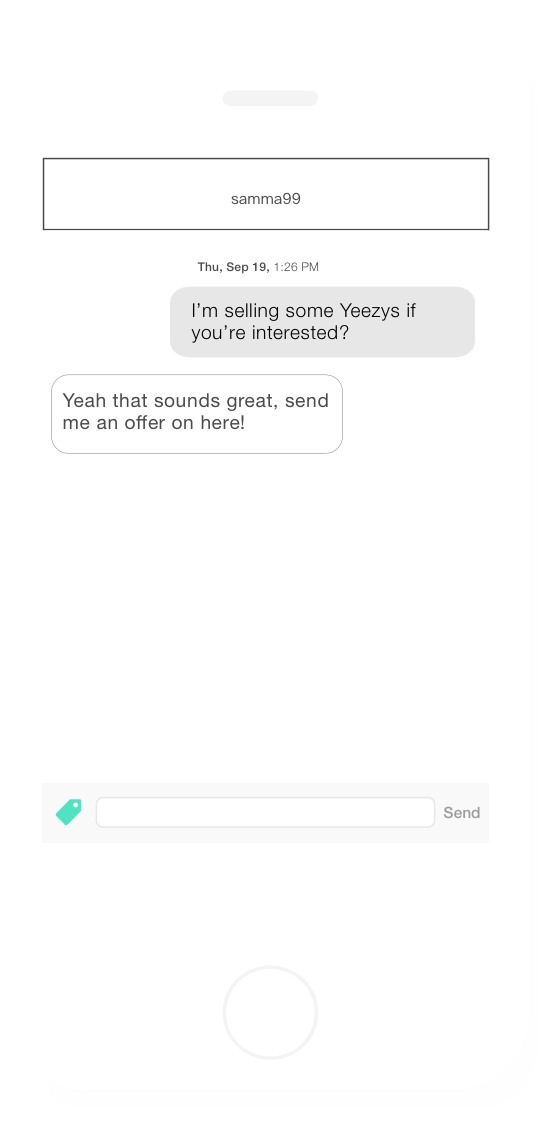 samma99
Thu, Sep 19, 1:26 PM
I’m selling some Yeezys if
you’re interested?
Yeah that sounds great, send
me an offer on here!
Send